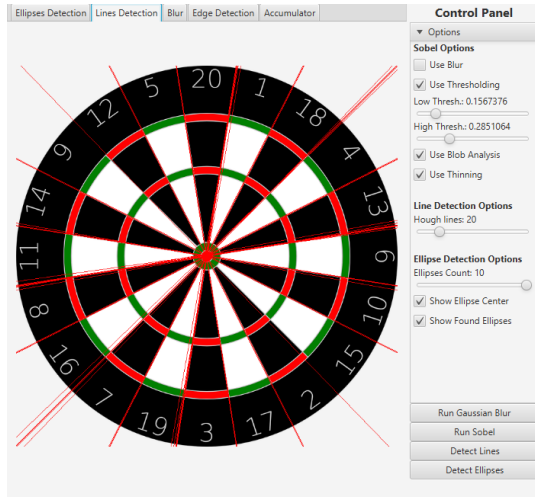 Ellipses Detection Lines Detection Blur Edge Detection Accumulator
20
1
18
4
13
6
10
15
2
17
3
19
7
16
8
11
14
9
12
5
Control Panel
Options
Sobel Options
Use Blur
Use Thresholding
Low Thresh.: 0.1567376
High Thresh.: 0.2851064
Use Blob Analysis
Use Thinning
Line Detection Options
Hough lines: 20
Ellipse Detection Options
Ellipses Count: 10
Show Ellipse Center
Show Found Ellipses
Run Gaussian Blur
Run Sobel
Detect Lines
Detect Ellipses